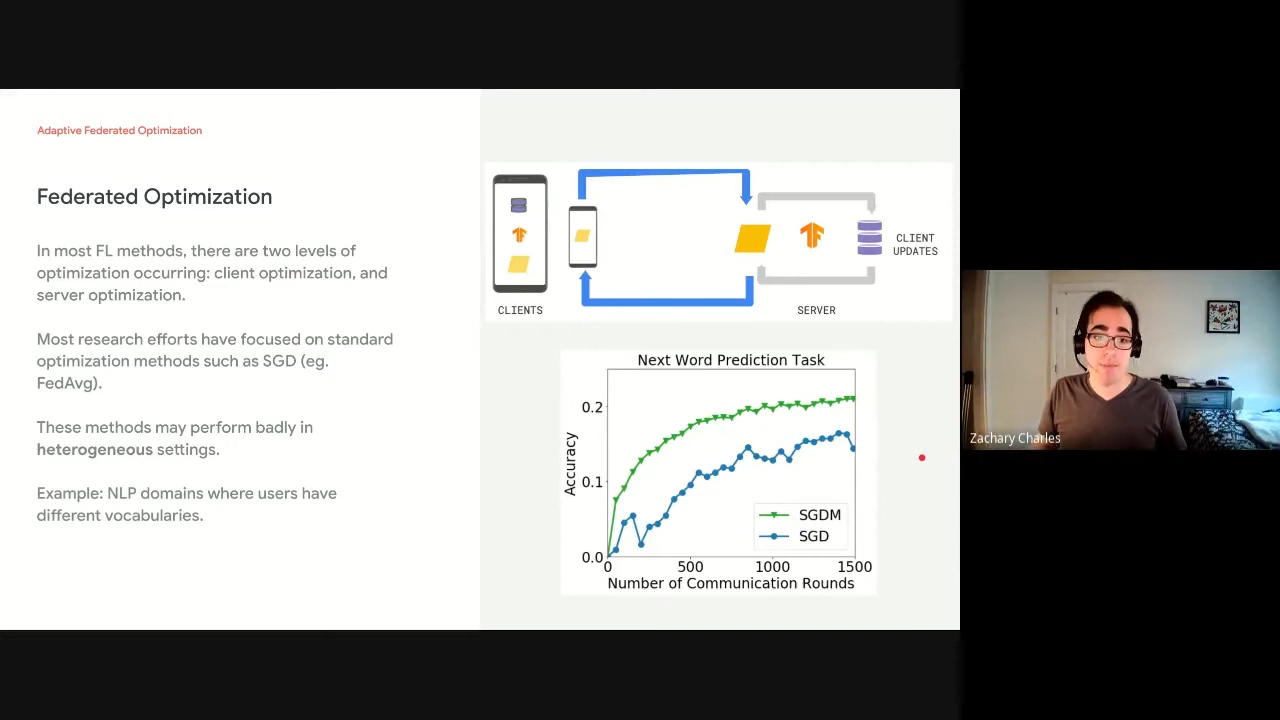 Adaptive Federated Optimization
Federated Optimization
In most FL methods, there are two levels of
optimization occurring: client optimization, and
server optimization.
Most research efforts have focused on standard
optimization methods such as SGD (eg.
FedAvg).
These methods may perform badly in
heterogeneous settings.
Example: NLP domains where users have
different vocabularies.
CLIENTS
SERVER
CLIENT
UPDATES
Next Word Prediction Task
Accuracy
0.2
0.1
0.0
SGDM
SGD
0 500 1000 1500
Number of Communication Rounds
Zachary Charles